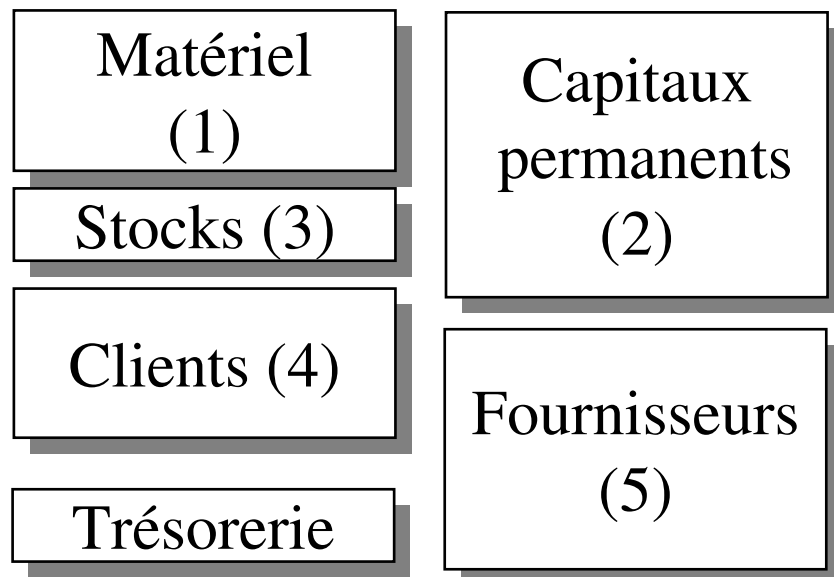 Matériel
(1)
Stocks (3)
Clients (4)
Trésorerie
Capitaux
permanents
(2)
Fournisseurs
(5)